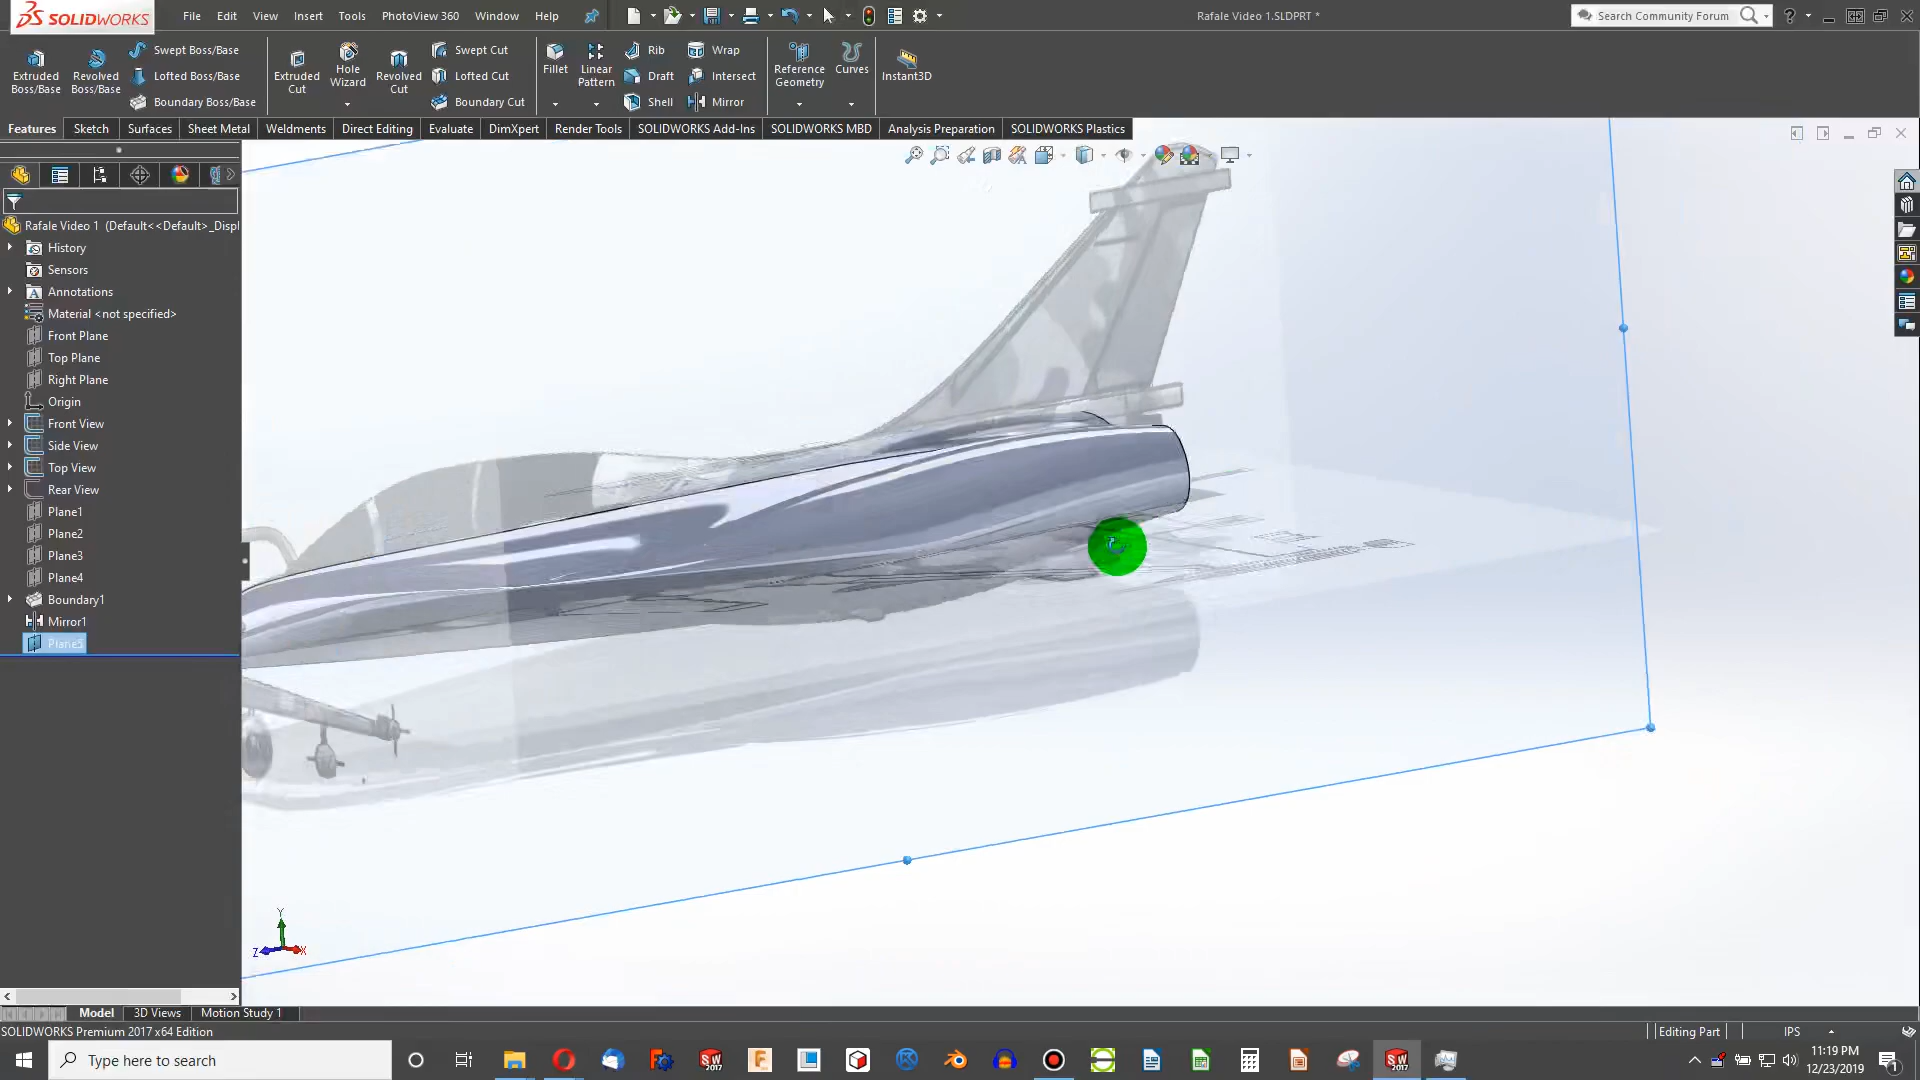 SOLIDWORKS
File Edit View Insert Tools PhotoView 360 Window Help
Rafale Video 1.SLDPRT *
Search Community Forum
Extruded Boss/Base
Revolved Boss/Base
Swept Boss/Base
Lofted Boss/Base
Boundary Boss/Base
Extruded Cut
Hole Wizard
Revolved Cut
Swept Cut
Lofted Cut
Boundary Cut
Fillet
Linear Pattern
Rib
Draft
Shell
Wrap
Intersect
Mirror
Reference Geometry
Curves
Instant3D
Features Sketch Surfaces Sheet Metal Weldments Direct Editing Evaluate DimXpert Render Tools SOLIDWORKS Add-Ins SOLIDWORKS MBD Analysis Preparation SOLIDWORKS Plastics
Rafale Video 1 (Default<<Default>_Displ
History
Sensors
Annotations
Material <not specified>
Front Plane
Top Plane
Right Plane
Origin
Front View
Side View
Top View
Rear View
Plane1
Plane2
Plane3
Plane4
Boundary1
Mirror1
Plane5
Y
Z X
Model 3D Views Motion Study 1
SOLIDWORKS Premium 2017 x64 Edition
Editing Part
IPS
Type here to search
11:19 PM
12/23/2019